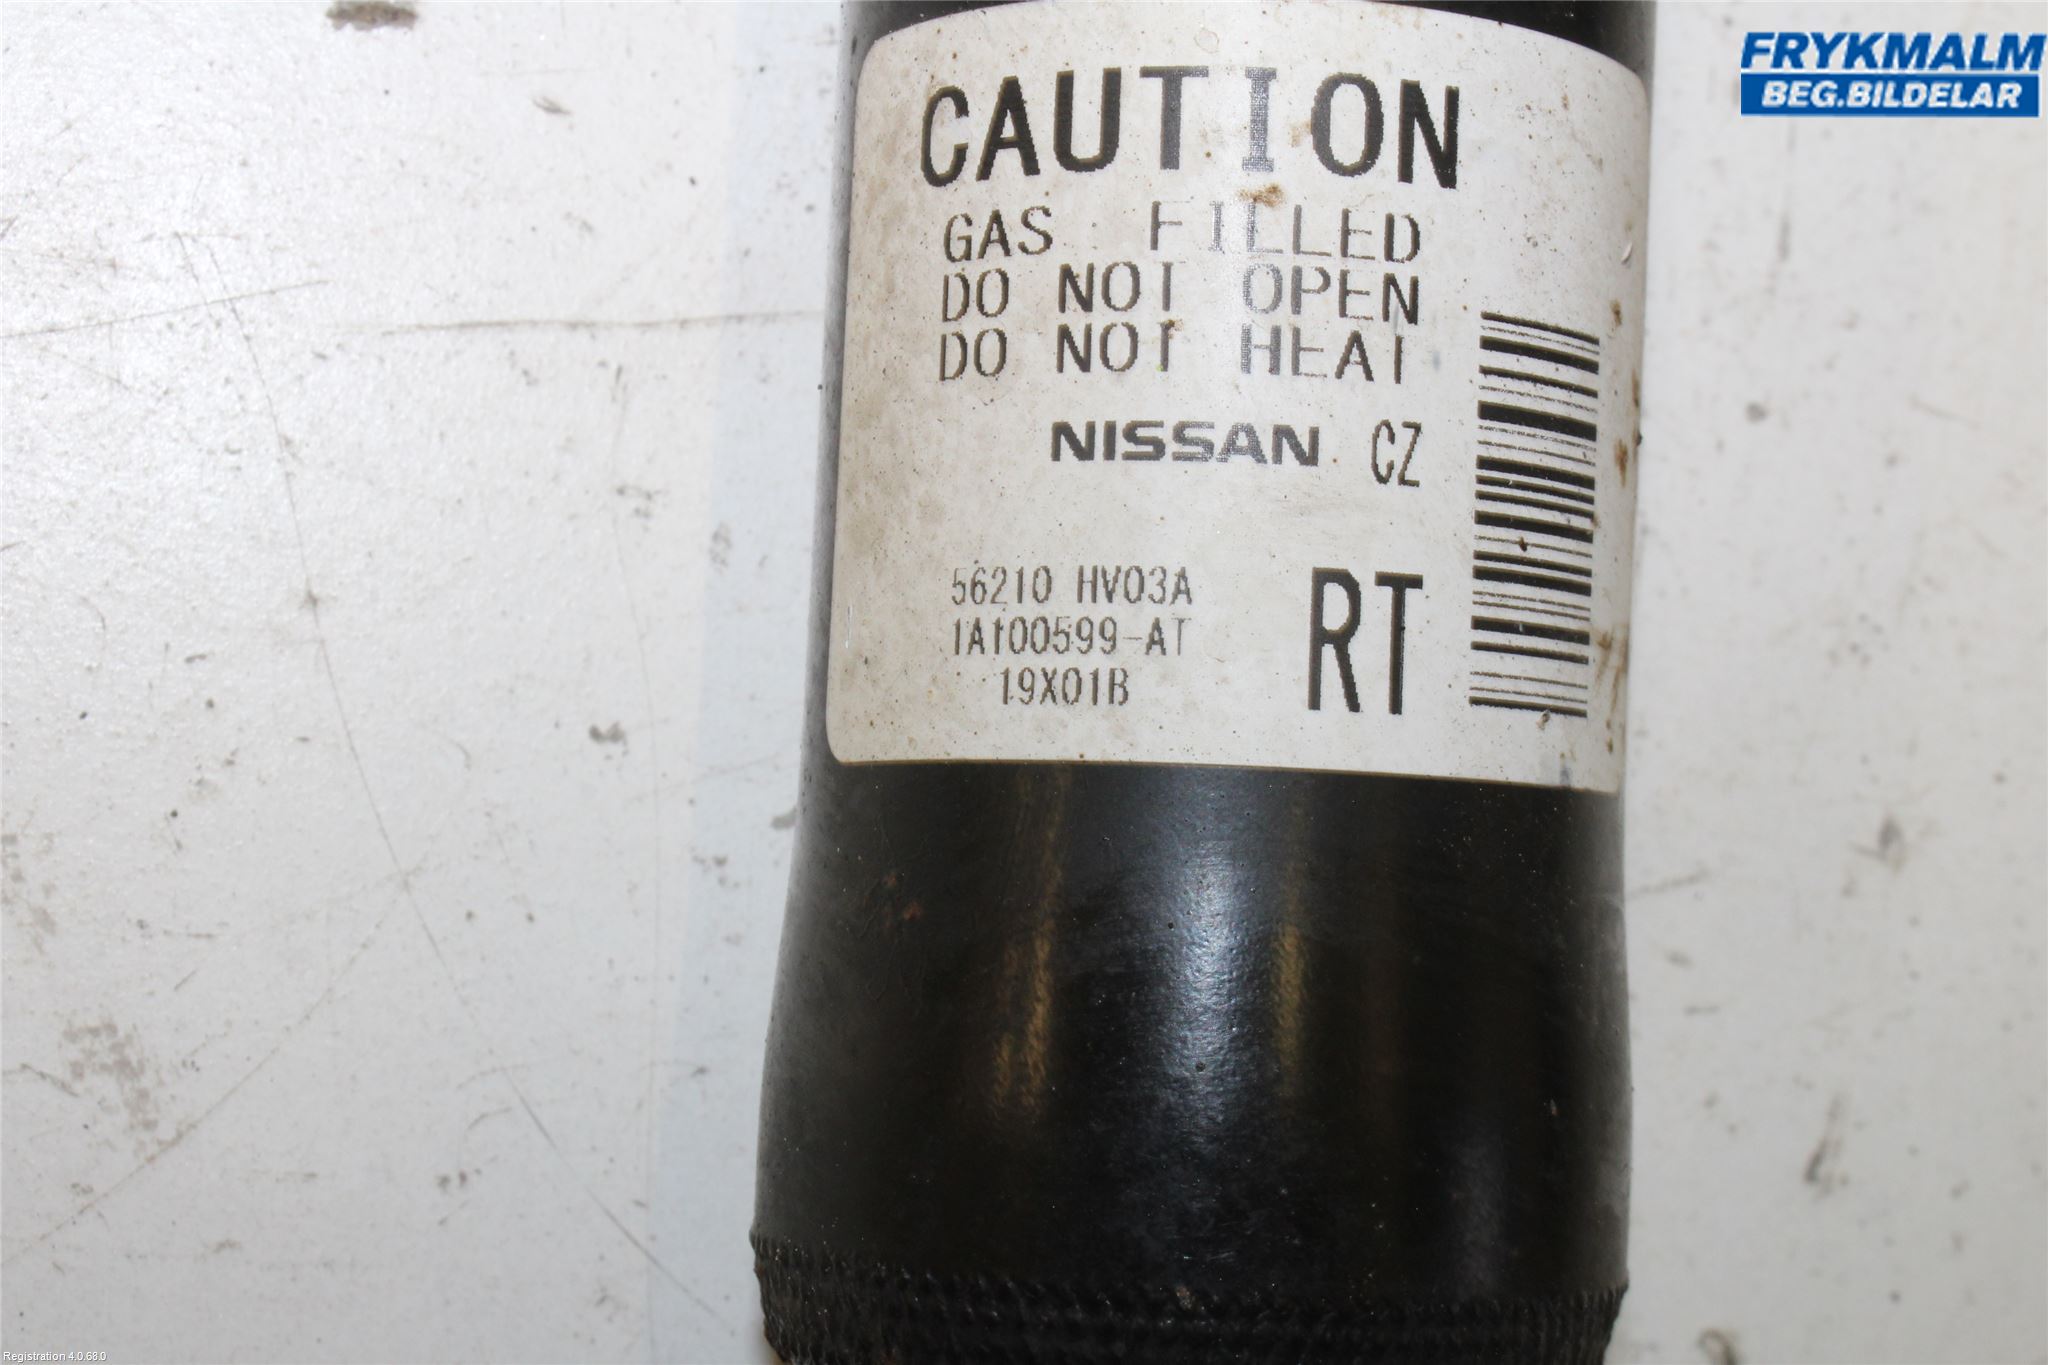 FRYKMALM
BEG.BILDELAR
CAUTION
GAS FILLED
DO NOT OPEN
DO NOT HEAT
NISSAN CZ
56210 HV03A
1A100599-AT
19X01B
RT
Registration 4.0.68.0